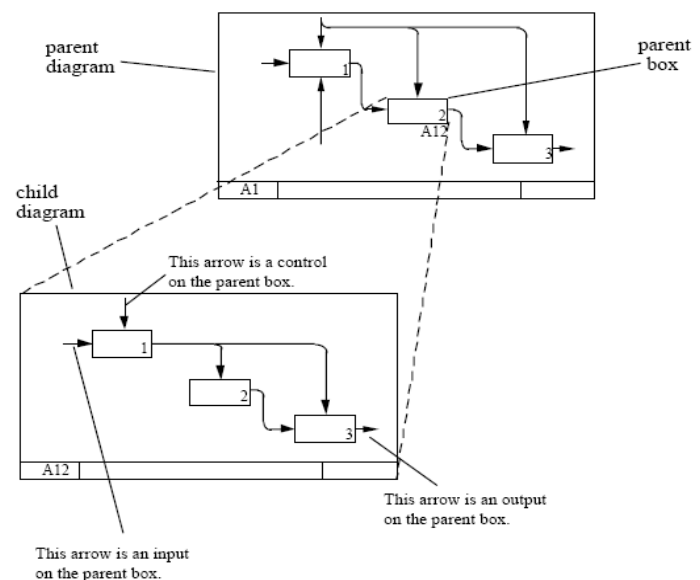 parent
diagram
parent
box
1
2
A12
3
A1
child
diagram
This arrow is a control
on the parent box.
1
2
3
A12
This arrow is an output
on the parent box.
This arrow is an input
on the parent box.